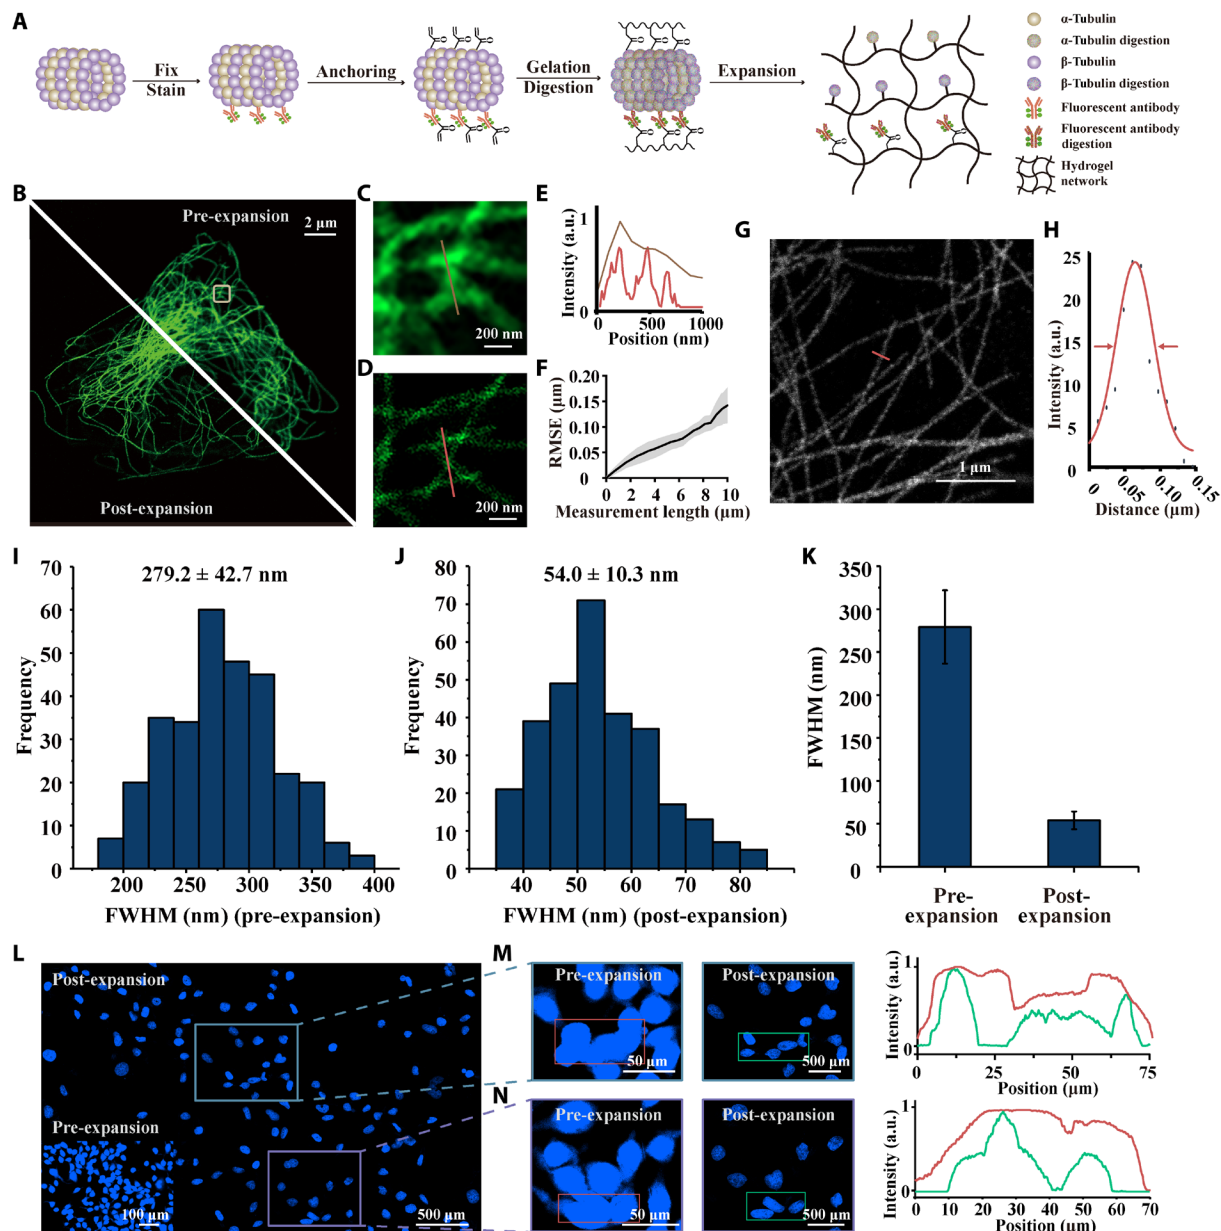 A
Fix
Stain
Anchoring
Gelation
Digestion
Expansion
α-Tubulin
α-Tubulin digestion
β-Tubulin
β-Tubulin digestion
Fluorescent antibody
Fluorescent antibody
digestion
Hydrogel
network
B
Pre-expansion
2 μm
Post-expansion
C
200 nm
D
200 nm
E
Intensity (a.u.)
1
0
0
500
1000
Position
(nm)
F
RMSE (μm)
0.20
0.15
0.10
0.05
0
0
2
4
6
8
10
Measurement length (μm)
G
1 μm
H
Intensity (a.u.)
25
20
15
10
5
0
0
0.05
0.10
0.15
Distance (μm)
I
279.2 ± 42.7 nm
Frequency
70
60
50
40
30
20
10
0
200
250
300
350
400
FWHM (nm) (pre-expansion)
J
54.0 ± 10.3 nm
Frequency
80
70
60
50
40
30
20
10
0
40
50
60
70
80
FWHM (nm) (post-expansion)
K
FWHM (nm)
350
300
250
200
150
100
50
0
Pre-
expansion
Post-
expansion
L
Post-expansion
Pre-expansion
100 μm
500 μm
M
Pre-expansion
50 μm
Post-expansion
500 μm
Intensity (a.u.)
1
0
0
25
50
75
Position (μm)
N
Pre-expansion
50 μm
Post-expansion
500 μm
Intensity (a.u.)
1
0
0
10
20
30
40
50
60
70
Position (μm)